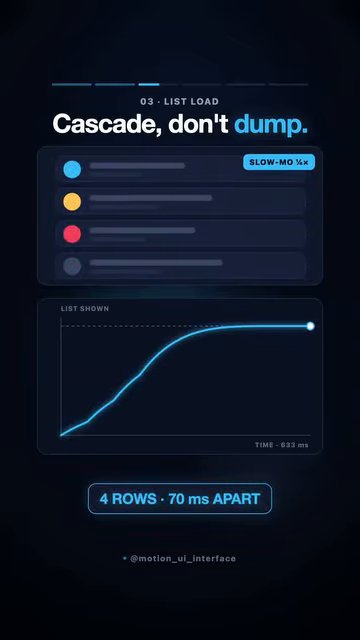 03 · LIST LOAD
Cascade, don't dump.
SLOW-MO ¼×
LIST SHOWN
TIME · 633 ms
4 ROWS · 70 ms APART
@motion_ui_interface